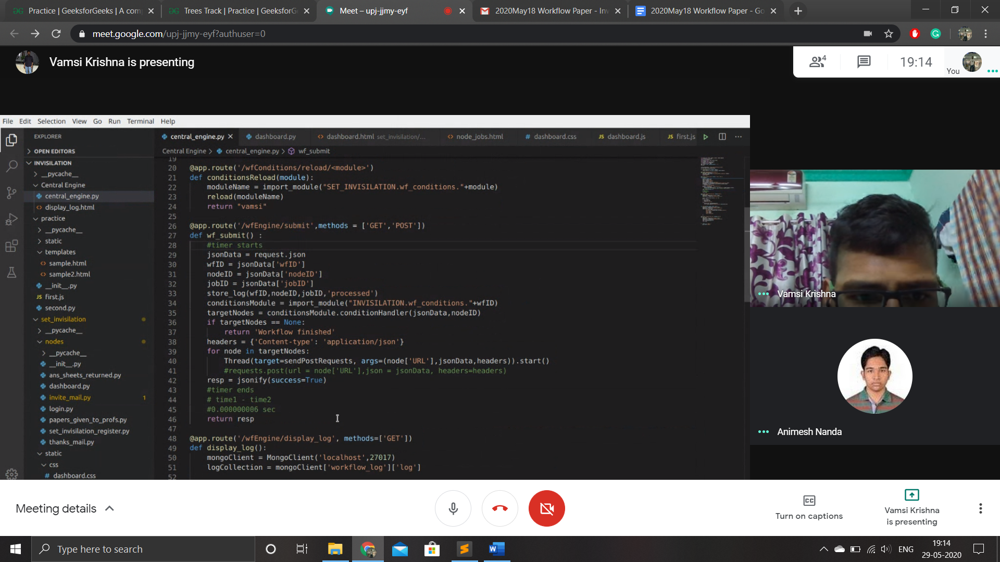 Practice | GeeksforGeeks | A com
Trees Track | Practice | GeeksforG
Meet – upj-jjmy-eyf
2020May18 Workflow Paper - Inv
2020May18 Workflow Paper - Go
meet.google.com/upj-jjmy-eyf?authuser=0
Vamsi Krishna is presenting
4
19:14
You
File Edit Selection View Go Run Terminal Help
EXPLORER
OPEN EDITORS
INVISILATION
__pycache__
Central Engine
central_engine.py
display_log.html
practice
__pycache__
static
templates
sample.html
sample2.html
__init__.py
JS first.js
second.py
set_invisilation
__pycache__
nodes
__pycache__
__init__.py
ans_sheets_returned.py
dashboard.py
invite_mail.py 1
login.py
papers_given_to_profs.py
set_invisilation_register.py
thanks_mail.py
static
css
# dashboard.css
central_engine.py dashboard.py <> dashboard.html set_invisilation/... <> node_jobs.html # dashboard.css JS dashboard.js JS first.js
Central Engine > central_engine.py > wf_submit
19
20 @app.route('/wfConditions/reload/<module>')
21 def conditionsReload(module):
22 moduleName = import_module("SET_INVISILATION.wf_conditions."+module)
23 reload(moduleName)
24 return "vamsi"
25
26 @app.route('/wfEngine/submit',methods = ['GET','POST'])
27 def wf_submit() :
28 #timer starts
29 jsonData = request.json
30 wfID = jsonData['wfID']
31 nodeID = jsonData['nodeID']
32 jobID = jsonData['jobID']
33 store_log(wfID,nodeID,jobID,'processed')
34 conditionsModule = import_module("INVISILATION.wf_conditions."+wfID)
35 targetNodes = conditionsModule.conditionHandler(jsonData,nodeID)
36 if targetNodes == None:
37 return 'Workflow finished'
38 headers = {'Content-type': 'application/json'}
39 for node in targetNodes:
40 Thread(target=sendPostRequests, args=(node['URL'],jsonData,headers)).start()
41 #requests.post(url = node['URL'],json = jsonData, headers=headers)
42 resp = jsonify(success=True)
43 #timer ends
44 # time1 - time2
45 #0.000000006 sec
46 return resp
47
48 @app.route('/wfEngine/display_log', methods=['GET'])
49 def display_log():
50 mongoClient = MongoClient('localhost',27017)
51 logCollection = mongoClient['workflow_log']['log']
52
Vamsi Krishna
Animesh Nanda
Meeting details
CC
Turn on captions
Vamsi Krishna
is presenting
Type here to search
ENG
19:14
29-05-2020